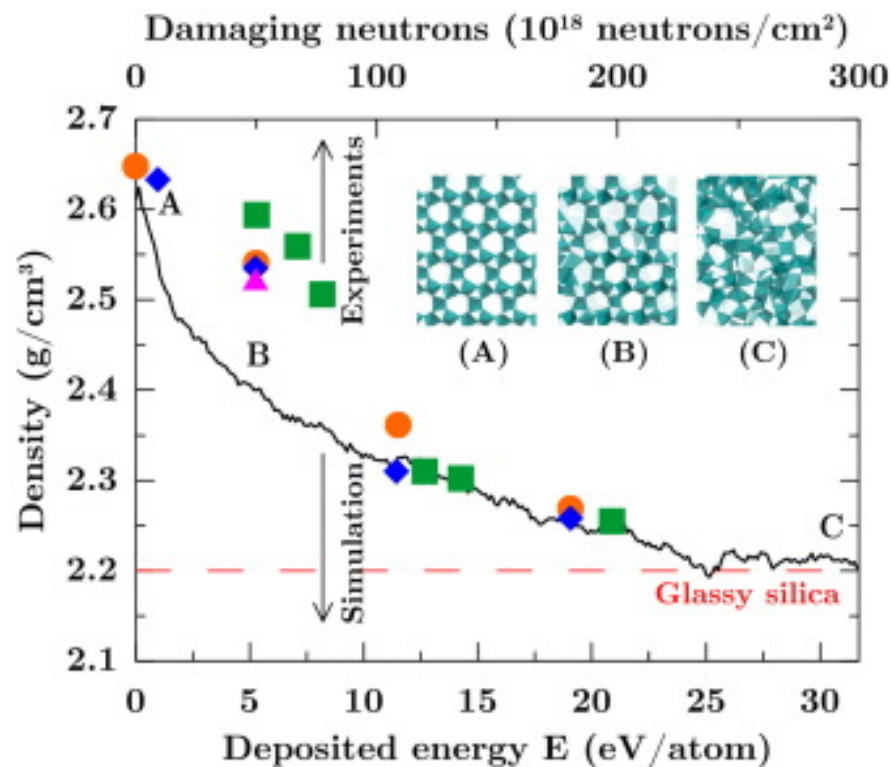 Damaging neutrons (10¹⁸ neutrons/cm²)
0 100 200 300
2.7
2.6
2.5
2.4
2.3
2.2
2.1
Density (g/cm³)
A
B
C
Experiments
Simulation
(A) (B) (C)
Glassy silica
0 5 10 15 20 25 30
Deposited energy E (eV/atom)